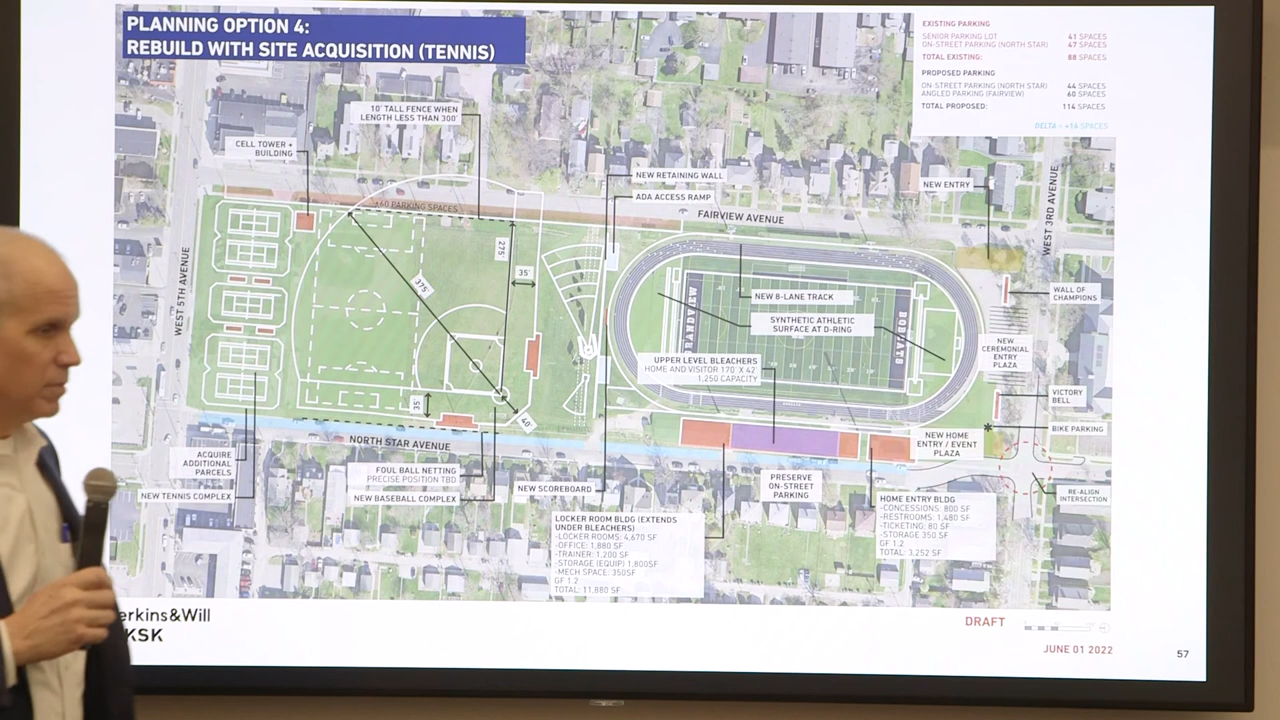 PLANNING OPTION 4:
REBUILD WITH SITE ACQUISITION (TENNIS)
EXISTING PARKING
SENIOR PARKING LOT 41 SPACES
ON-STREET PARKING (NORTH STAR) 47 SPACES
TOTAL EXISTING: 88 SPACES
PROPOSED PARKING
ON-STREET PARKING (NORTH STAR) 44 SPACES
ANGLED PARKING (FAIRVIEW) 60 SPACES
TOTAL PROPOSED: 114 SPACES
DELTA = +16 SPACES
10' TALL FENCE WHEN
LENGTH LESS THAN 300'
CELL TOWER +
BUILDING
NEW RETAINING WALL
ADA ACCESS RAMP
NEW ENTRY
±60 PARKING SPACES
FAIRVIEW AVENUE
WEST 3RD AVENUE
WEST 5TH AVENUE
275'
35'
375'
WALL OF
CHAMPIONS
NEW 8-LANE TRACK
SYNTHETIC ATHLETIC
SURFACE AT D-RING
RANDVIEW
BOBCATS
NEW
CEREMONIAL
ENTRY
PLAZA
UPPER LEVEL BLEACHERS
HOME AND VISITOR 170' X 42'
1,250 CAPACITY
VICTORY
BELL
35'
40'
BIKE PARKING
NORTH STAR AVENUE
NEW HOME
ENTRY / EVENT
PLAZA
ACQUIRE
ADDITIONAL
PARCELS
FOUL BALL NETTING
PRECISE POSITION TBD
NEW TENNIS COMPLEX
NEW BASEBALL COMPLEX
NEW SCOREBOARD
PRESERVE
ON-STREET
PARKING
RE-ALIGN
INTERSECTION
HOME ENTRY BLDG
-CONCESSIONS: 800 SF
-RESTROOMS: 1,480 SF
-TICKETING: 80 SF
-STORAGE 350 SF
GF 1.2
TOTAL: 3,252 SF
LOCKER ROOM BLDG (EXTENDS
UNDER BLEACHERS)
-LOCKER ROOMS: 4,670 SF
-OFFICE: 1,880 SF
-TRAINER: 1,200 SF
-STORAGE (EQUIP) 1,800SF
-MECH SPACE: 350SF
GF 1.2
TOTAL: 11,880 SF
erkins&Will
KSK
DRAFT
JUNE 01 2022
57